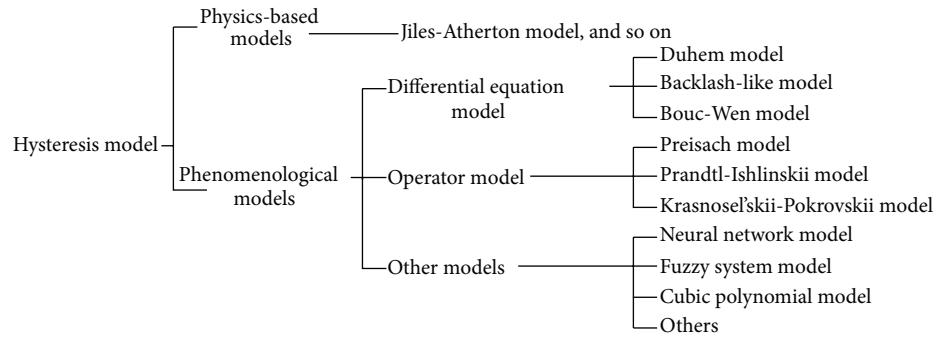 Physics-based
models
Jiles-Atherton model, and so on
Duhem model
Differential equation
model
Backlash-like model
Bouc-Wen model
Hysteresis model
Preisach model
Phenomenological
models
Operator model
Prandtl-Ishlinskii model
Krasnosel'skii-Pokrovskii model
Neural network model
Other models
Fuzzy system model
Cubic polynomial model
Others